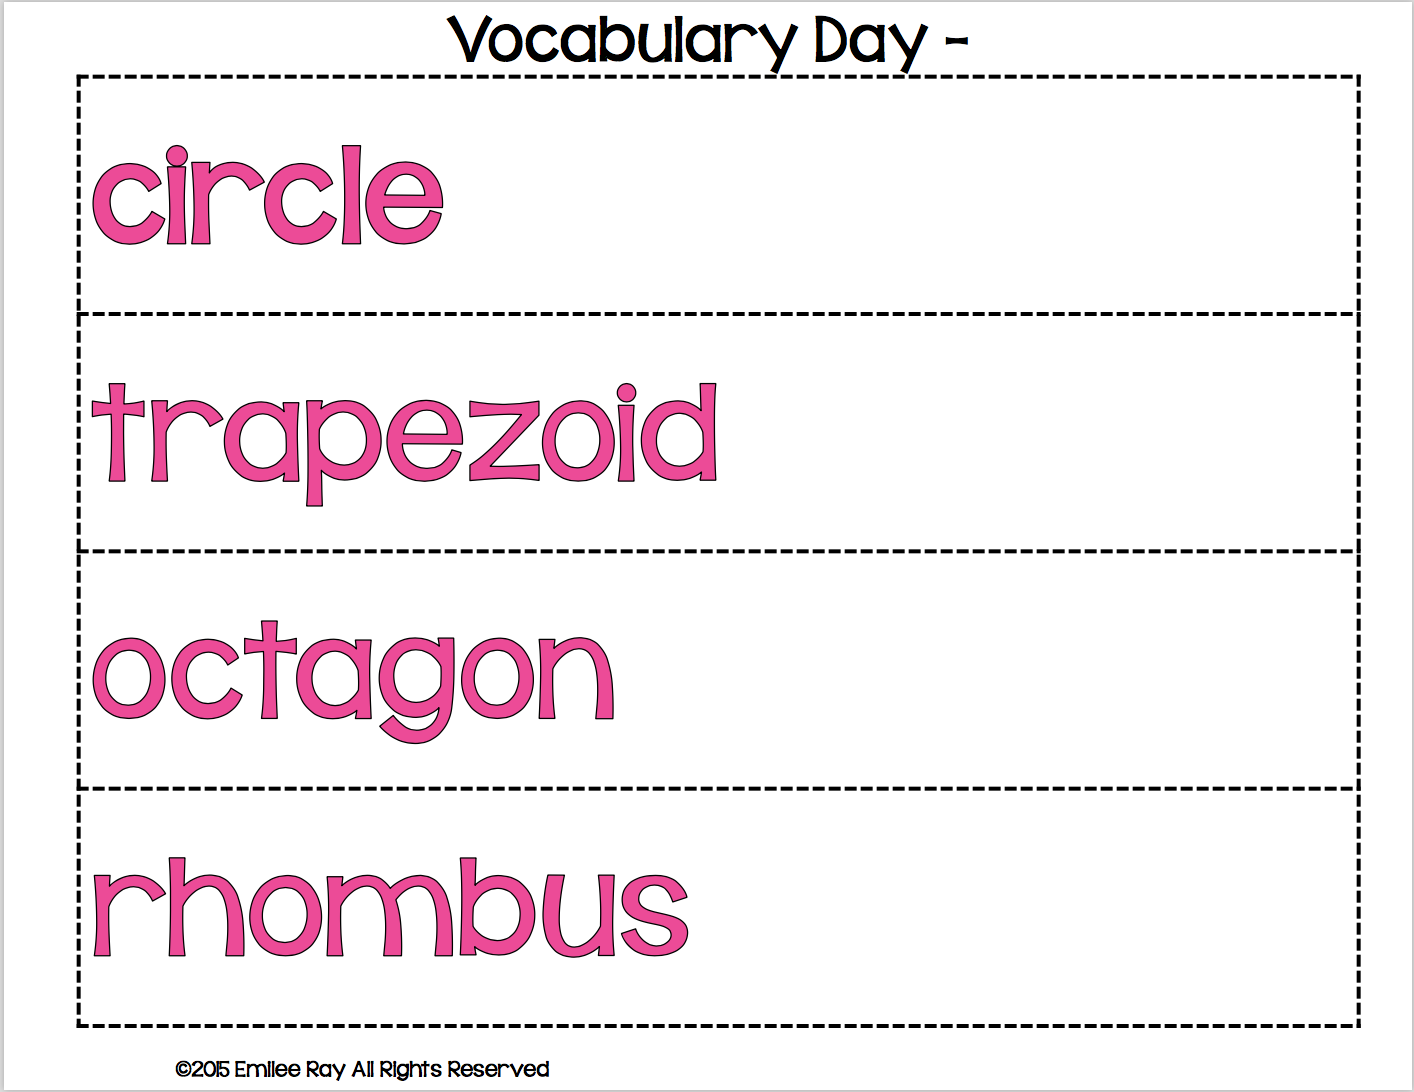 Vocabulary Day -
circle
trapezoid
octagon
rhombus
©2015 Emilee Ray All Rights Reserved